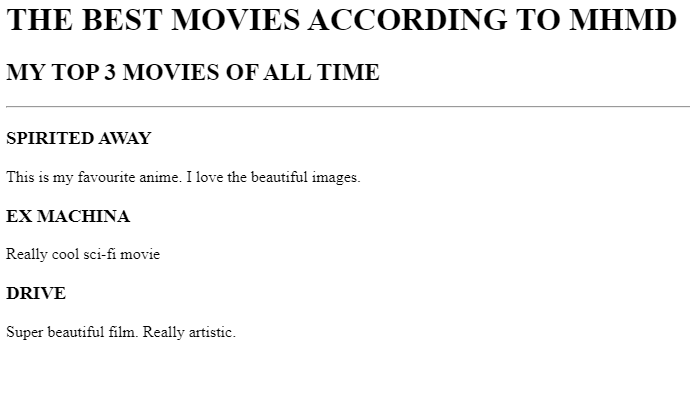 THE BEST MOVIES ACCORDING TO MHMD
MY TOP 3 MOVIES OF ALL TIME
SPIRITED AWAY
This is my favourite anime. I love the beautiful images.
EX MACHINA
Really cool sci-fi movie
DRIVE
Super beautiful film. Really artistic.